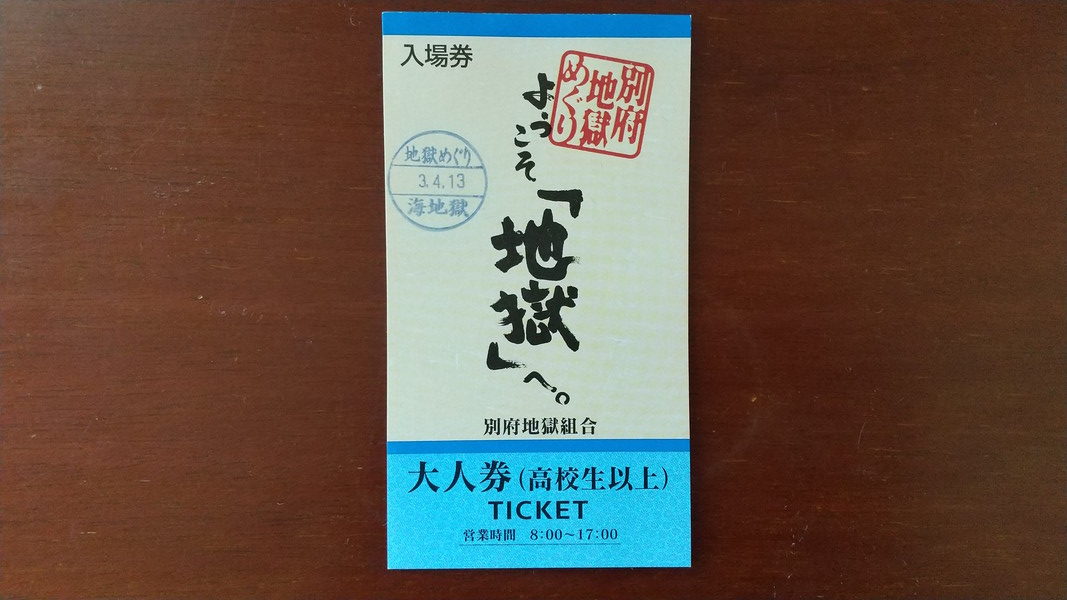 入場券
別府
地獄
めぐり
ようこそ「地獄」へ。
地獄めぐり
3.4.13
海地獄
別府地獄組合
大人券(高校生以上)
TICKET
営業時間 8:00~17:00